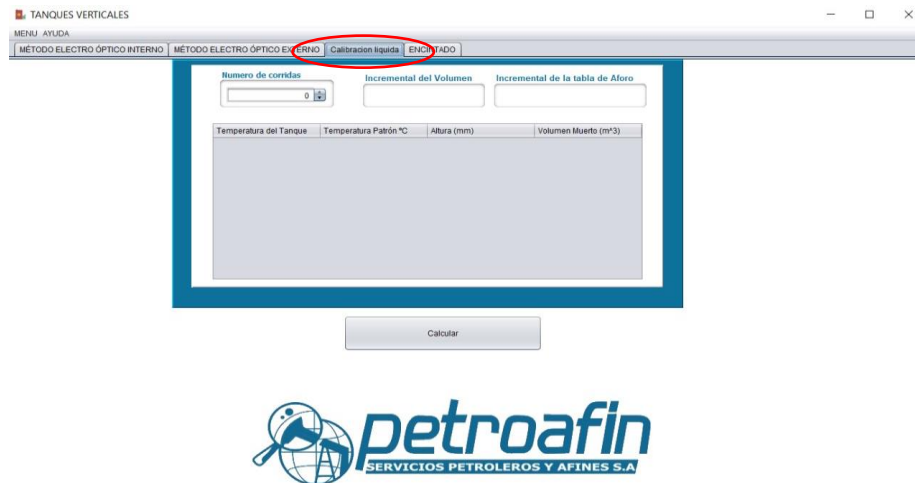 TANQUES VERTICALES
MENU AYUDA
MÉTODO ELECTRO ÓPTICO INTERNO MÉTODO ELECTRO ÓPTICO EXTERNO Calibracion liquida ENCINTADO
Numero de corridas Incremental del Volumen Incremental de la tabla de Aforo
0
Temperatura del Tanque Temperatura Patrón ºC Altura (mm) Volumen Muerto (m^3)
Calcular
petroafin
SERVICIOS PETROLEROS Y AFINES S.A